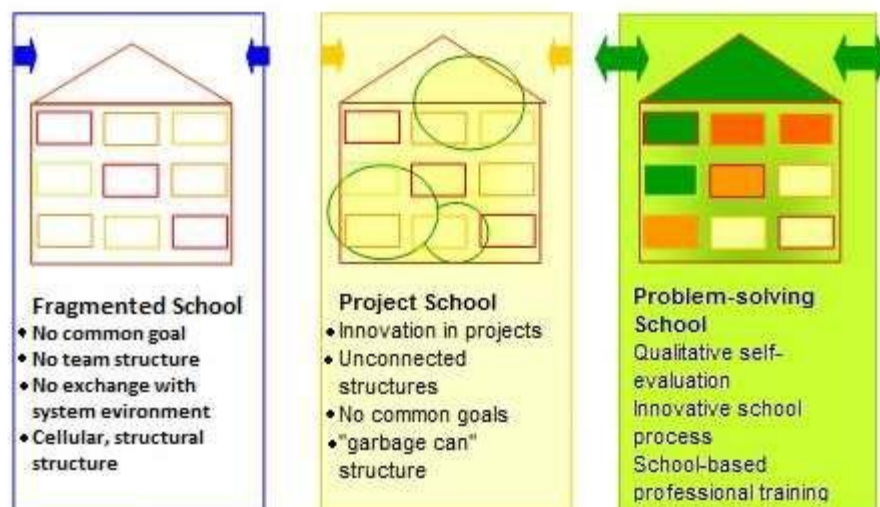 Fragmented School
• No common goal
• No team structure
• No exchange with
system evironment
• Cellular, structural
structure
Project School
• Innovation in projects
• Unconnected
structures
• No common goals
• "garbage can"
structure
Problem-solving
School
Qualitative self-
evaluation
Innovative school
process
School-based
professional training